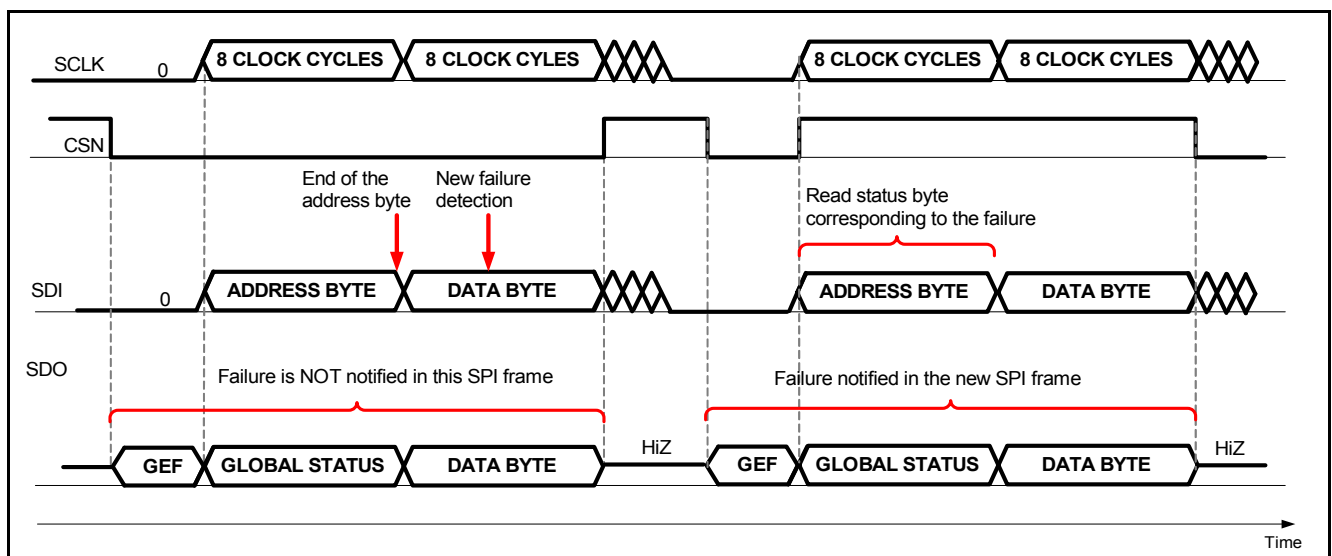 SCLK
0
8 CLOCK CYCLES
8 CLOCK CYLES
8 CLOCK CYCLES
8 CLOCK CYLES
CSN
End of the
address byte
New failure
detection
Read status byte
corresponding to the failure
SDI
0
ADDRESS BYTE
DATA BYTE
ADDRESS BYTE
DATA BYTE
SDO
Failure is NOT notified in this SPI frame
Failure notified in the new SPI frame
GEF
GLOBAL STATUS
DATA BYTE
HiZ
GEF
GLOBAL STATUS
DATA BYTE
HiZ
Time